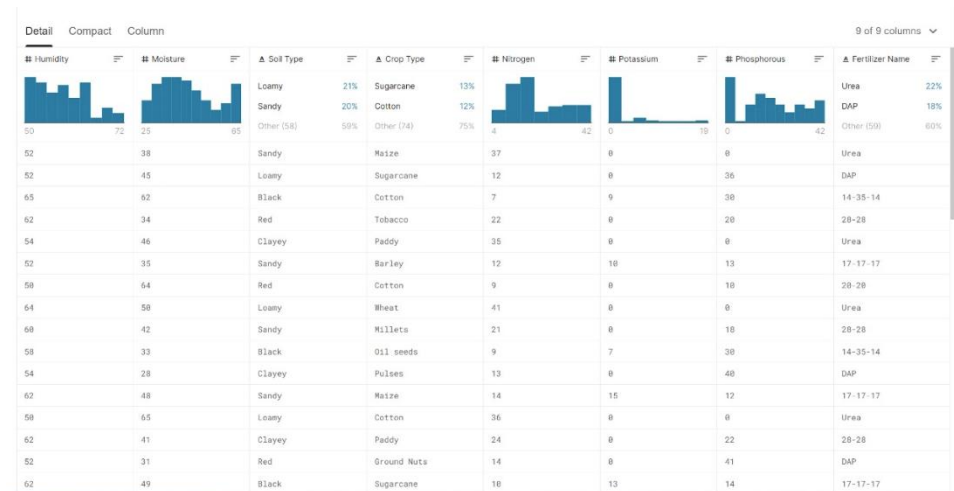 Detail Compact Column 9 of 9 columns
# Humidity # Moisture A Soil Type A Crop Type # Nitrogen # Potassium # Phosphorous A Fertilizer Name
Loamy 21% Sugarcane 13% Urea 22%
Sandy 20% Cotton 12% DAP 18%
Other (58) 59% Other (74) 75% Other (59) 60%
50 72 25 65 4 42 0 19 0 42
52 38 Sandy Maize 37 0 0 Urea
52 45 Loamy Sugarcane 12 0 36 DAP
65 62 Black Cotton 7 9 30 14-35-14
62 34 Red Tobacco 22 0 20 28-28
54 46 Clayey Paddy 35 0 0 Urea
52 35 Sandy Barley 12 10 13 17-17-17
50 64 Red Cotton 9 0 10 20-20
64 50 Loamy Wheat 41 0 0 Urea
60 42 Sandy Millets 21 0 18 28-28
58 33 Black Oil seeds 9 7 30 14-35-14
54 28 Clayey Pulses 13 0 40 DAP
62 48 Sandy Maize 14 15 12 17-17-17
50 65 Loamy Cotton 36 0 0 Urea
62 41 Clayey Paddy 24 0 22 28-28
52 31 Red Ground Nuts 14 0 41 DAP
62 49 Black Sugarcane 10 13 14 17-17-17